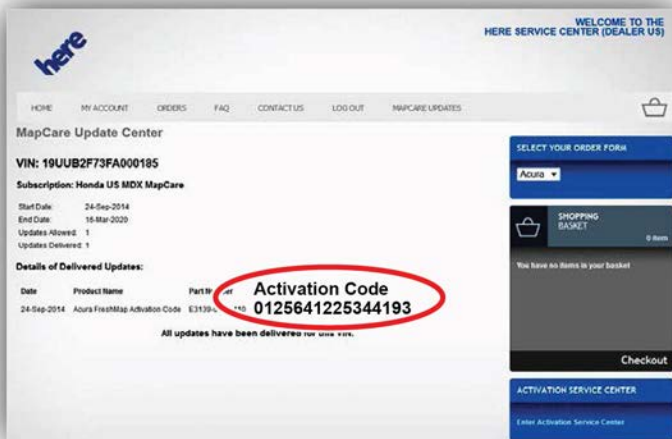 WELCOME TO THE
HERE SERVICE CENTER (DEALER US)
here
HOME MY ACCOUNT ORDERS FAQ CONTACT US LOG OUT MAPCARE UPDATES
MapCare Update Center
VIN: 19UUB2F73FA000185
Subscription: Honda US MDX MapCare
Start Date: 24-Sep-2014
End Date: 16-Mar-2020
Updates Allowed: 1
Updates Delivered: 1
Details of Delivered Updates:
Date Product Name Activation Code
24-Sep-2014 Acura FreshMap Activation Code 0125641225344193
All updates have been delivered for this VIN.
SELECT YOUR ORDER FORM
Acura
SHOPPING
BASKET
0 item
You have no items in your basket
Checkout
ACTIVATION SERVICE CENTER
Enter Activation Service Center